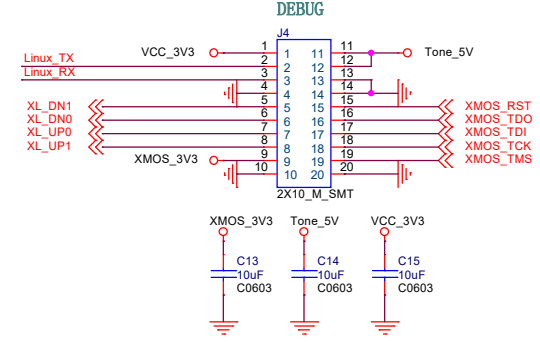 DEBUG
J4
VCC_3V3 1 1 11 11 Tone_5V
Linux_TX 2 2 12 12
Linux_RX 3 3 13 13
4 4 14 14
XL_DN1 5 5 15 15 XMOS_RST
XL_DN0 6 6 16 16 XMOS_TDO
XL_UP0 7 7 17 17 XMOS_TDI
XL_UP1 8 8 18 18 XMOS_TCK
XMOS_3V3 9 9 19 19 XMOS_TMS
10 10 20 20
2X10_M_SMT
XMOS_3V3 Tone_5V VCC_3V3
C13 C14 C15
10uF 10uF 10uF
C0603 C0603 C0603